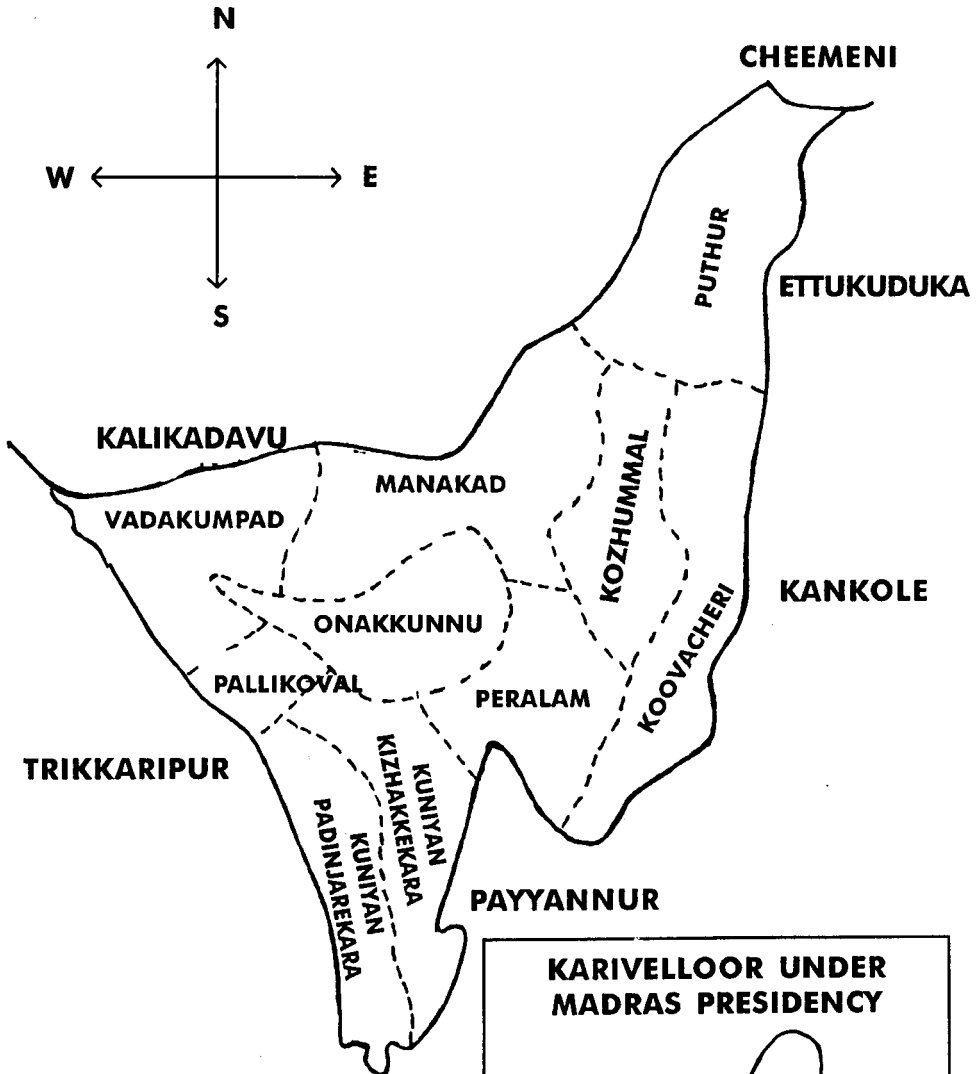 N
CHEEMENI
W E
PUTHUR
ETTUKUDUKA
S
KALIKADAVU
MANAKAD
VADAKUMPAD
KOZHUMMAL
KANKOLE
ONAKKUNNU
KOOVACHERI
PALLIKOVAL
PERALAM
TRIKKARIPUR
KUNIYAN
KIZHAKKEKARA
KUNIYAN
PADINJAREKARA
PAYYANNUR
KARIVELLOOR UNDER
MADRAS PRESIDENCY